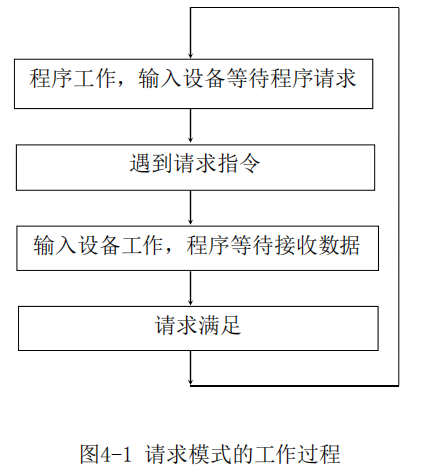 程序工作，输入设备等待程序请求
遇到请求指令
输入设备工作，程序等待接收数据
请求满足
图4-1 请求模式的工作过程